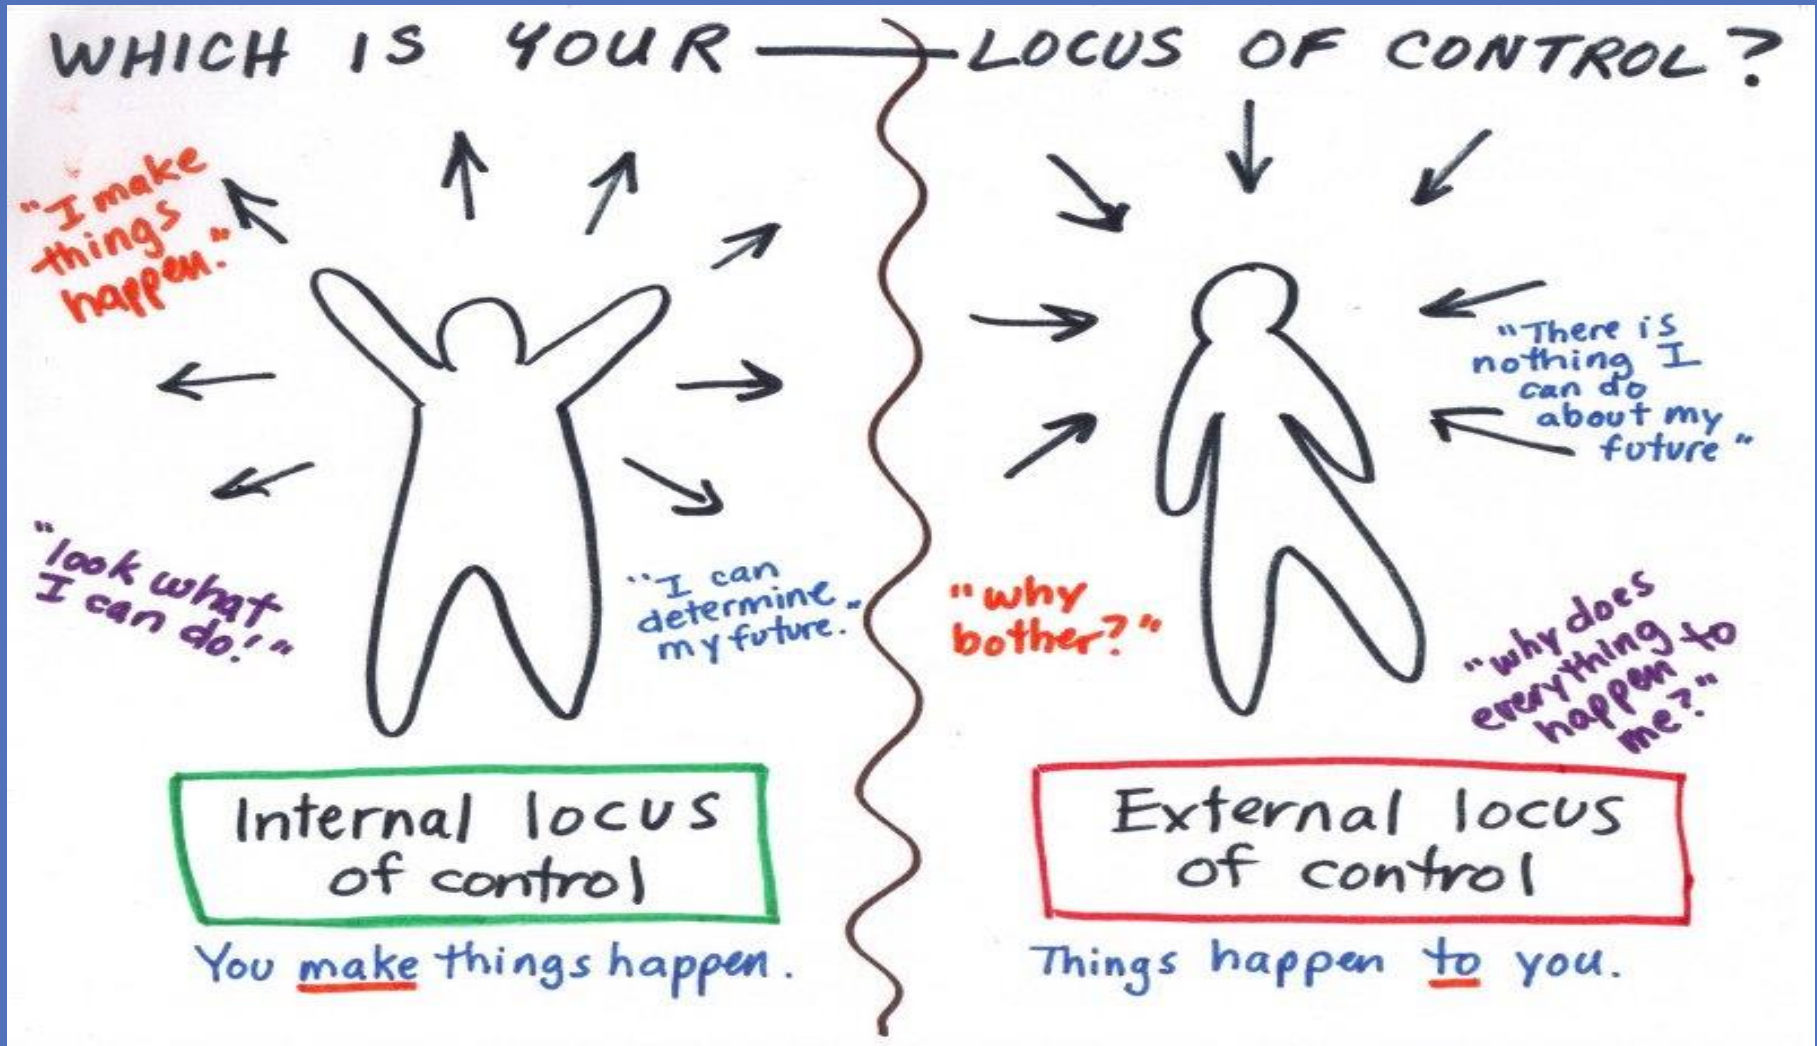 WHICH IS YOUR — LOCUS OF CONTROL?
"I make
things
happen."
"look what
I can do!"
"I can
determine
my future."
Internal locus
of control
You make things happen.
"There is
nothing I
can do
about my
future"
"why
bother?"
"why does
everything
happen to
me?"
External locus
of control
Things happen to you.